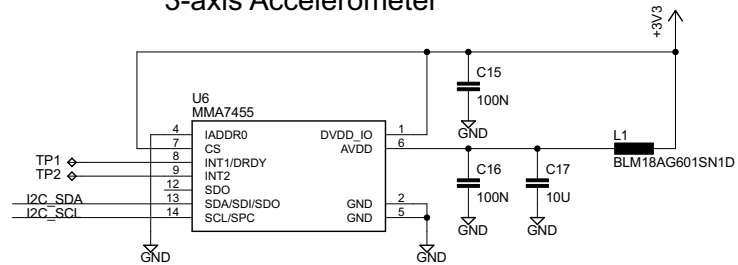 3-axis Accelerometer
+3V3
C15
100N
GND
U6
MMA7455
4 IADDR0 DVDD_IO 1
7 CS AVDD 6
TP1 8 INT1/DRDY
TP2 9 INT2
12 SDO
I2C_SDA 13 SDA/SDI/SDO GND 2
I2C_SCL 14 SCL/SPC GND 5
L1
BLM18AG601SN1D
C16
100N
C17
10U
GND
GND
GND
GND